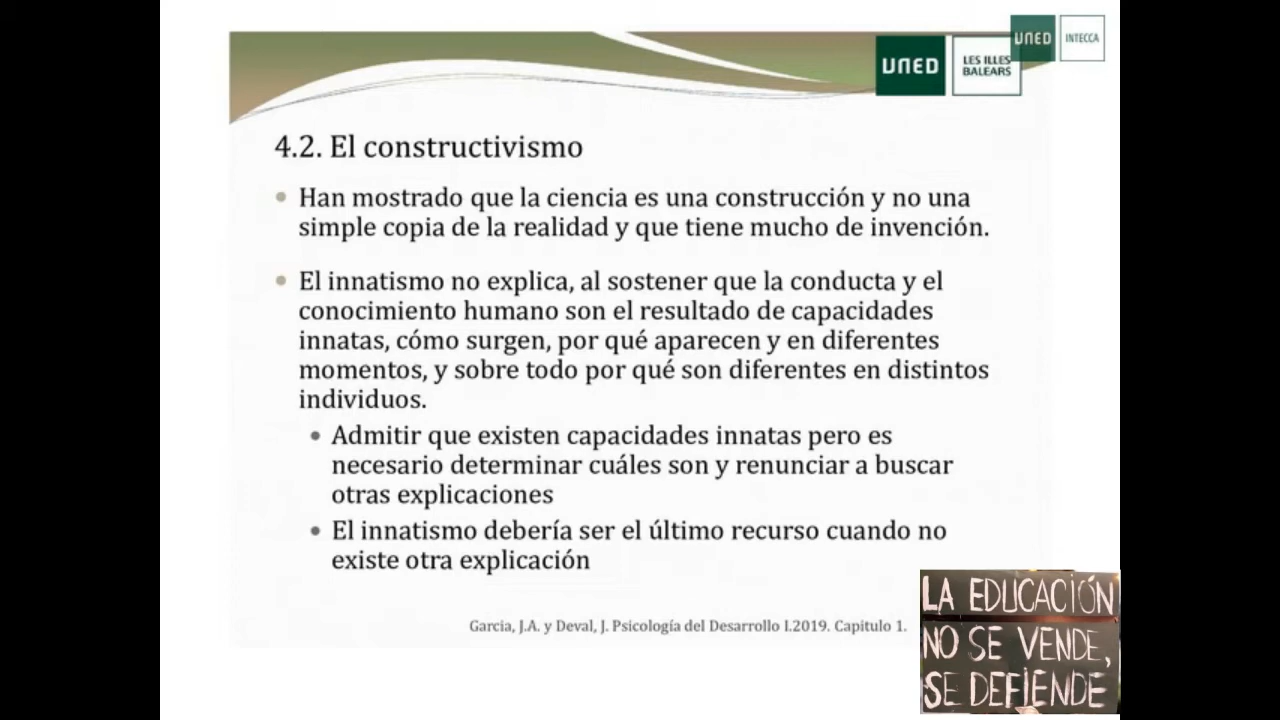 UNED
INTECCA
UNED
LES ILLES
BALEARS
4.2. El constructivismo
• Han mostrado que la ciencia es una construcción y no una
simple copia de la realidad y que tiene mucho de invención.
• El innatismo no explica, al sostener que la conducta y el
conocimiento humano son el resultado de capacidades
innatas, cómo surgen, por qué aparecen y en diferentes
momentos, y sobre todo por qué son diferentes en distintos
individuos.
• Admitir que existen capacidades innatas pero es
necesario determinar cuáles son y renunciar a buscar
otras explicaciones
• El innatismo debería ser el último recurso cuando no
existe otra explicación
Garcia, J.A. y Deval, J. Psicología del Desarrollo I.2019. Capitulo 1.
LA EDUCACIÓN
NO SE VENDE,
SE DEFIENDE